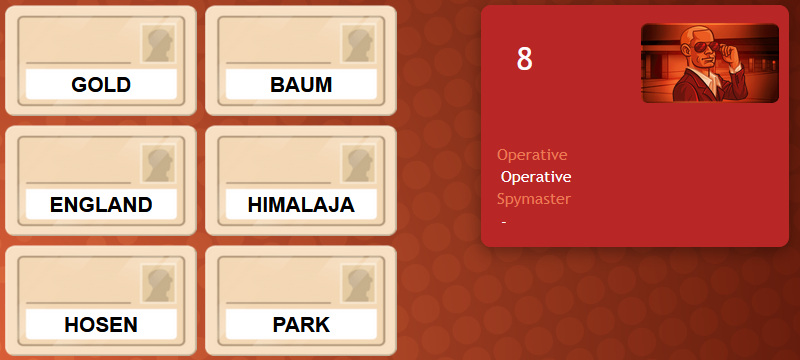 GOLD
BAUM
ENGLAND
HIMALAJA
HOSEN
PARK
8
Operative
Operative
Spymaster
-